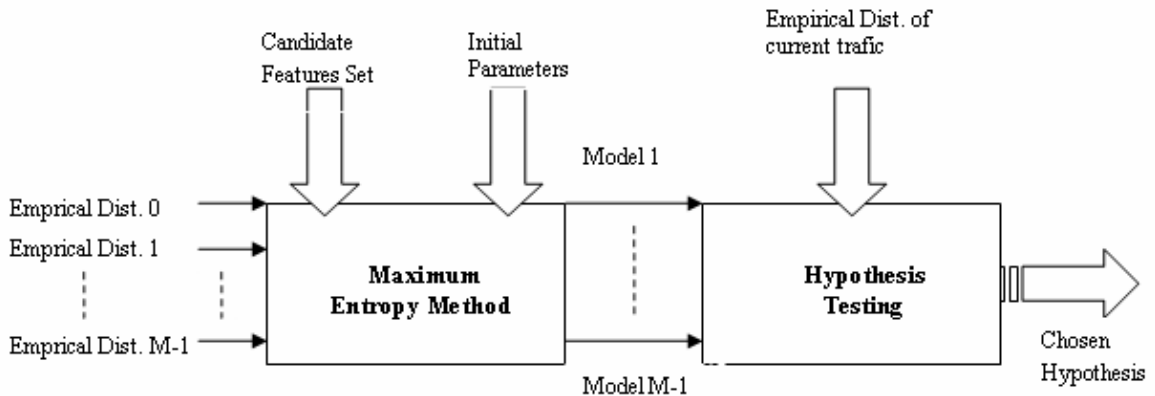 Candidate
Features Set
Initial
Parameters
Empirical Dist. of
current trafic
Model 1
Emprical Dist. 0
Emprical Dist. 1
Emprical Dist. M-1
Maximum
Entropy Method
Hypothesis
Testing
Model M-1
Chosen
Hypothesis